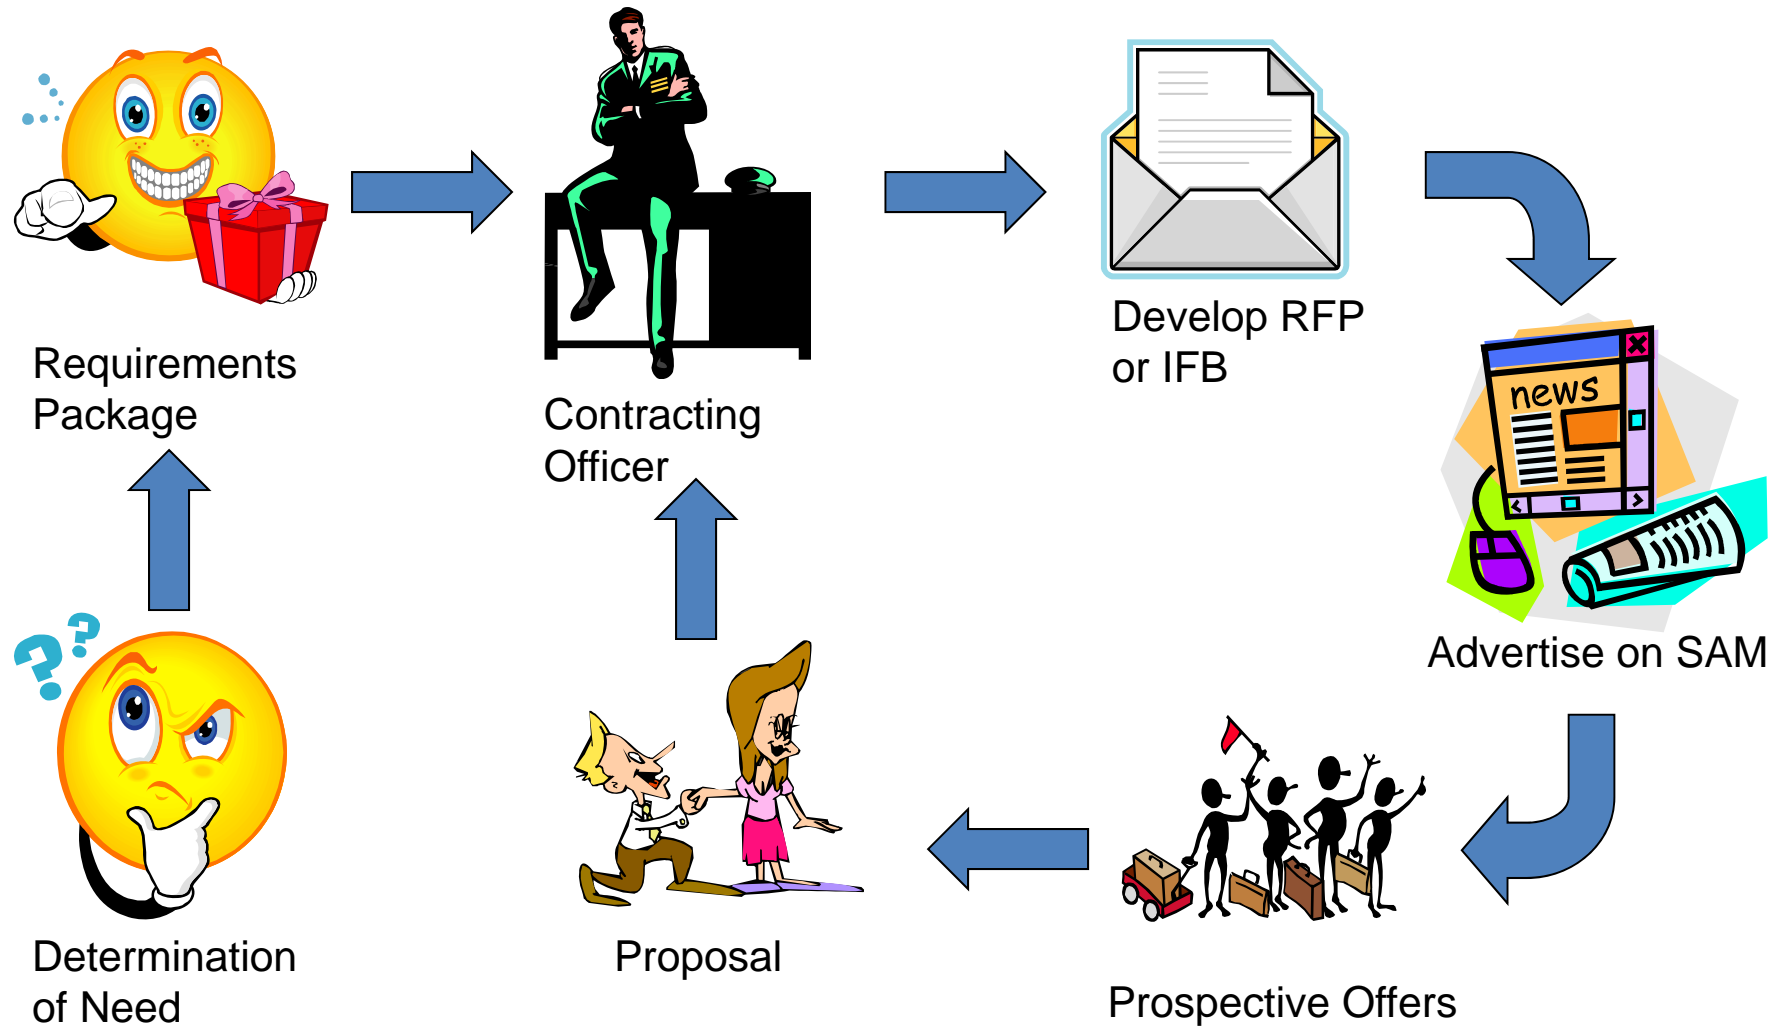 Requirements
Package
Contracting
Officer
Develop RFP
or IFB
news
Advertise on SAM
? ?
Determination
of Need
Proposal
Prospective Offers